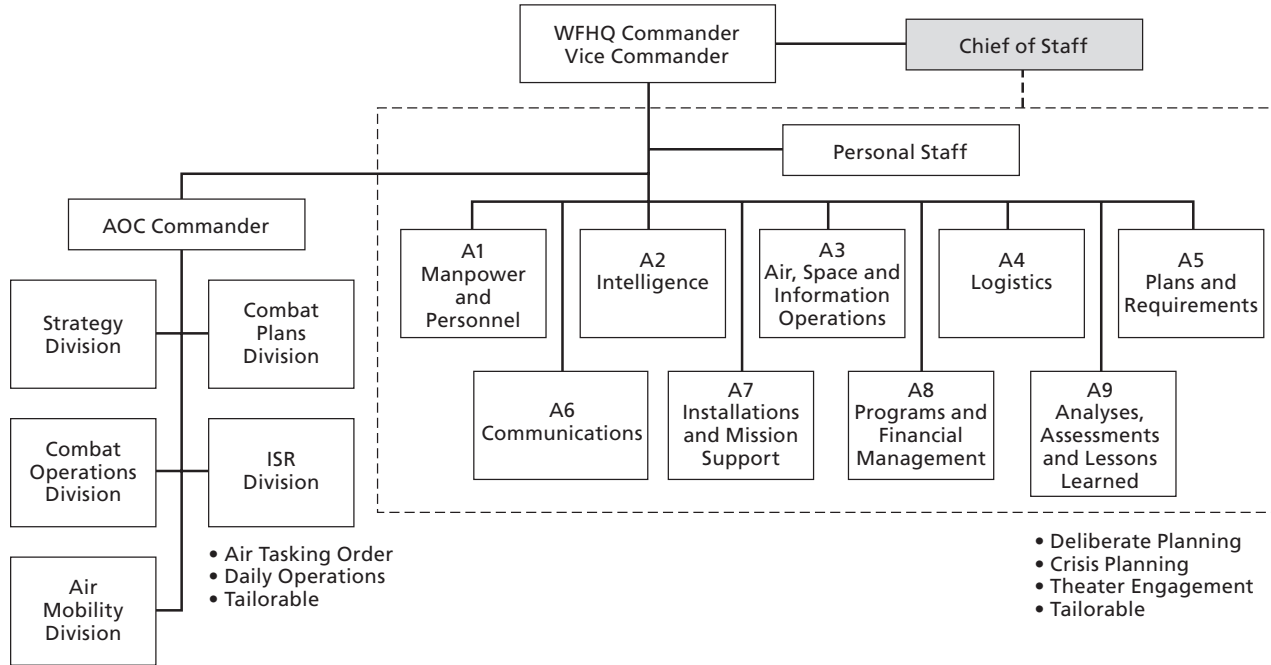 WFHQ Commander
Vice Commander
Chief of Staff
Personal Staff
AOC Commander
A1
Manpower
and
Personnel
A2
Intelligence
A3
Air, Space and
Information
Operations
A4
Logistics
A5
Plans and
Requirements
Strategy
Division
Combat
Plans
Division
A6
Communications
A7
Installations
and Mission
Support
A8
Programs and
Financial
Management
A9
Analyses,
Assessments
and Lessons
Learned
Combat
Operations
Division
ISR
Division
Air
Mobility
Division
• Air Tasking Order
• Daily Operations
• Tailorable
• Deliberate Planning
• Crisis Planning
• Theater Engagement
• Tailorable